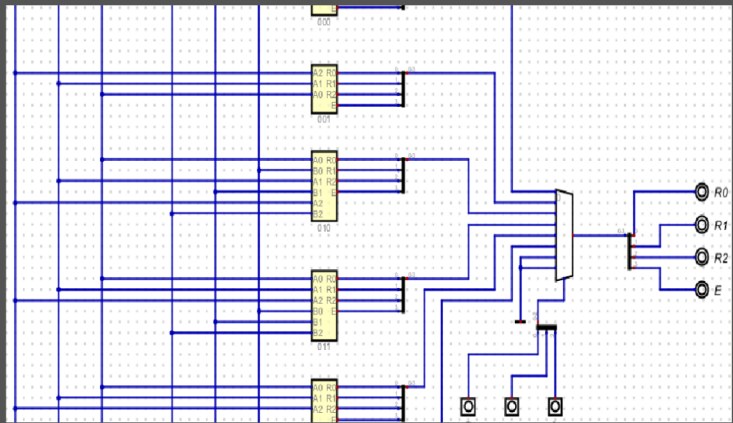 E
000
A2 R0
A1 R1
A0 R2
E
001
A0 R0
B0 R1
A1 R2
B1 E
A2
B2
010
R0
R1
R2
E
A0 R0
A1 R1
A2 R2
B0 E
B1
B2
011
A0 R0
A1 R1
A2 R2
E